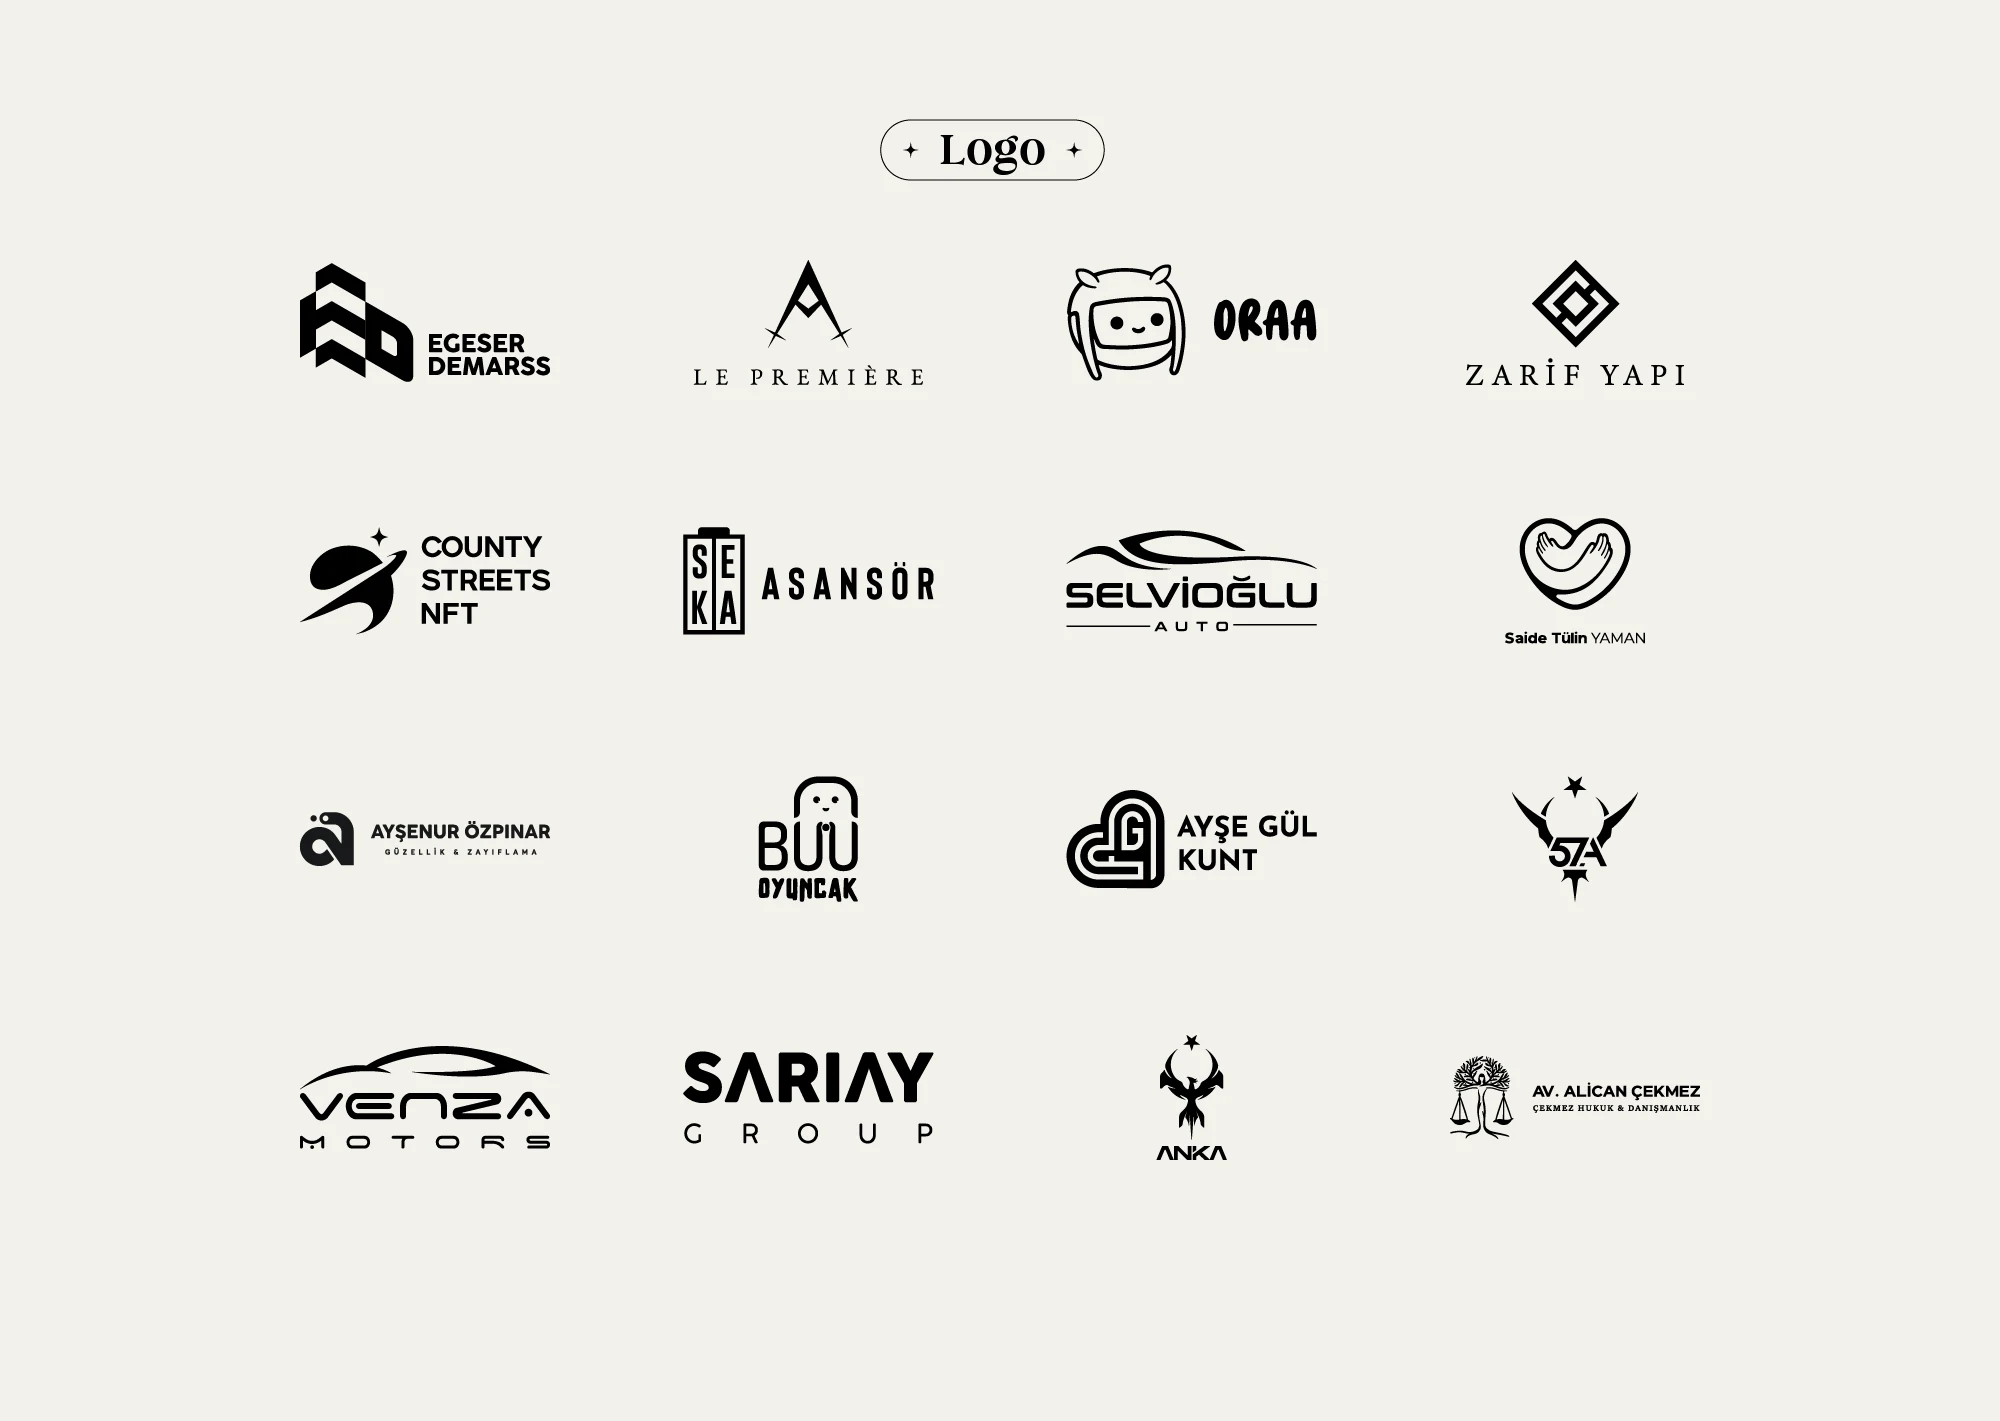 Logo
EGESER
DEMARSS
LE PREMIÈRE
ORAA
ZARİF YAPI
COUNTY
STREETS
NFT
SE
KA
ASANSÖR
SELVİOĞLU
AUTO
Saide Tülin YAMAN
AYŞENUR ÖZPINAR
GÜZELLİK & ZAYIFLAMA
BUU
OYUNCAK
AYŞE GÜL
KUNT
57A
VENZA
MOTORS
SARIAY
GROUP
ANKA
AV. ALİCAN ÇEKMEZ
ÇEKMEZ HUKUK & DANIŞMANLIK